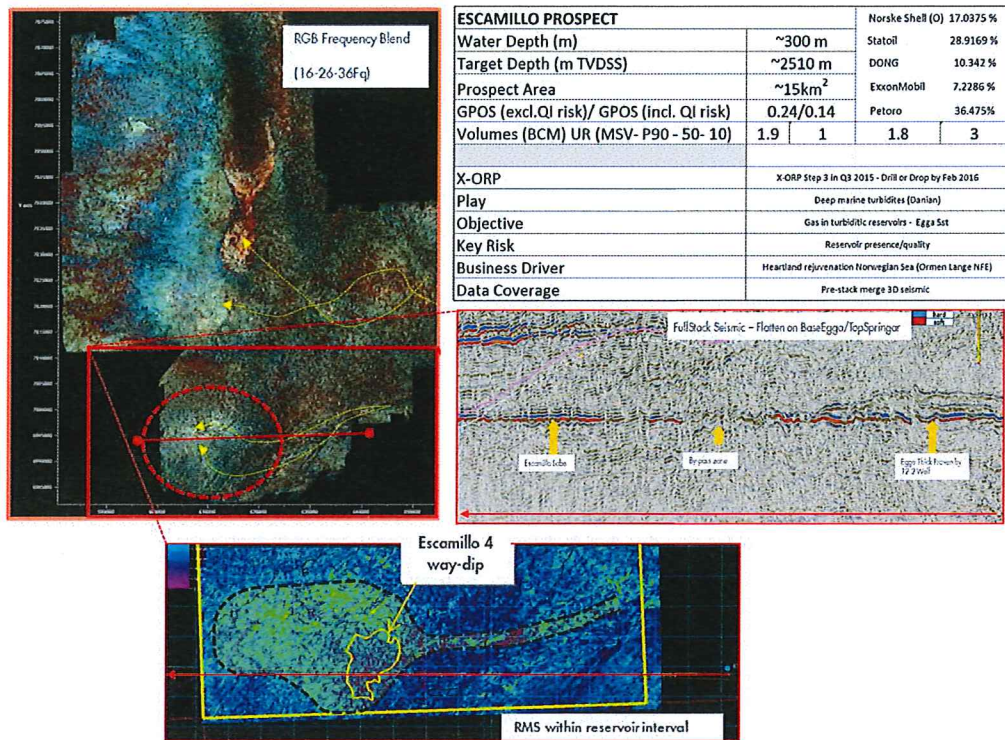 RGB Frequency Blend
(16-26-36Fq)
ESCAMILLO PROSPECT
Water Depth (m) ~300 m
Target Depth (m TVDSS) ~2510 m
Prospect Area ~15km²
GPOS (excl.QI risk)/ GPOS (incl. QI risk) 0.24/0.14
Volumes (BCM) UR (MSV- P90 - 50- 10) 1.9 1 1.8 3
Norske Shell (O) 17.0375 %
Statoil 28.9169 %
DONG 10.342 %
ExxonMobil 7.2286 %
Petoro 36.475%
X-ORP X-ORP Step 3 in Q3 2015 - Drill or Drop by Feb 2016
Play Deep marine turbidites (Danian)
Objective Gas in turbiditic reservoirs - Egga Sst
Key Risk Reservoir presence/quality
Business Driver Heartland rejuvenation Norwegian Sea (Ormen Lange NFE)
Data Coverage Pre-stack merge 3D seismic
FullStack Seismic – Flatten on BaseEgga/TopSpringar
hard
soft
Escamillo Lobe
By-pass zone
Egga Thick Proven by
Well
Escamillo 4
way-dip
RMS within reservoir interval